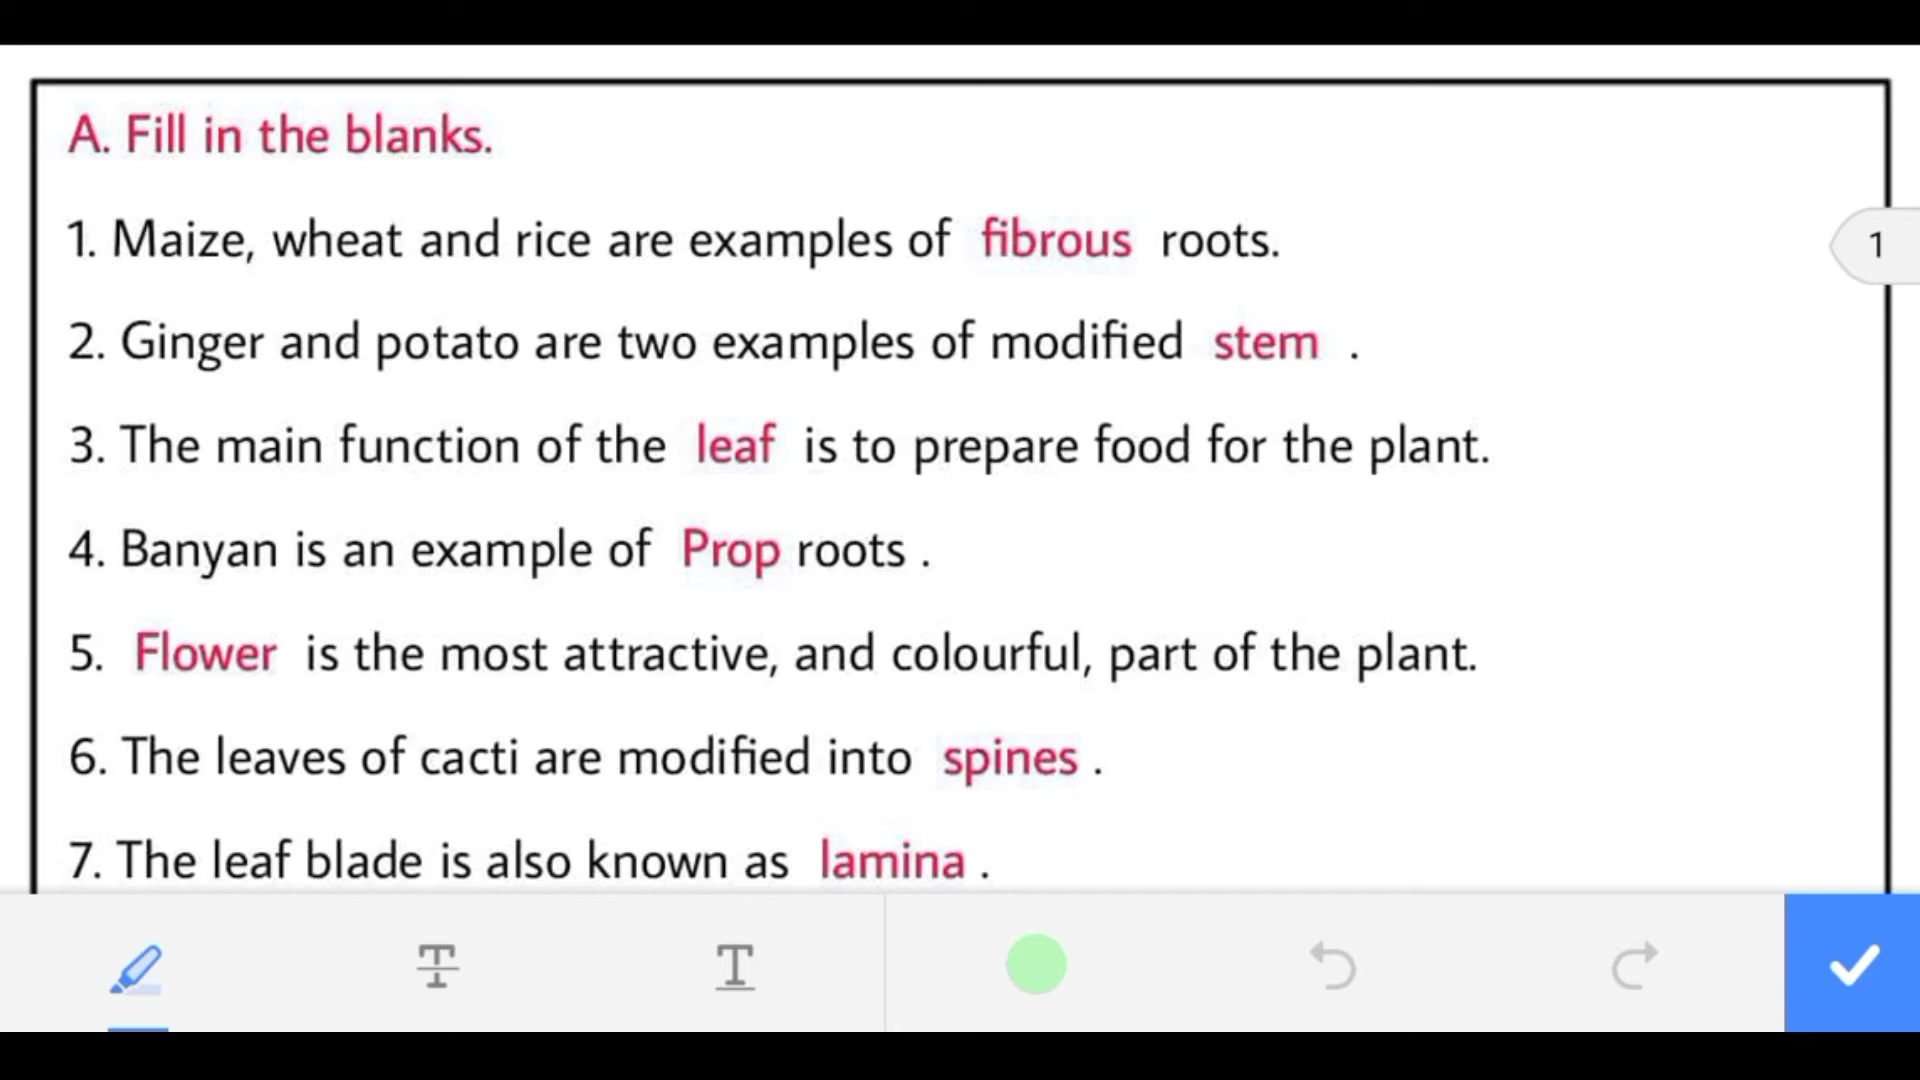 A. Fill in the blanks.
1. Maize, wheat and rice are examples of fibrous roots.
1
2. Ginger and potato are two examples of modified stem .
3. The main function of the leaf is to prepare food for the plant.
4. Banyan is an example of Prop roots .
5. Flower is the most attractive, and colourful, part of the plant.
6. The leaves of cacti are modified into spines .
7. The leaf blade is also known as lamina .